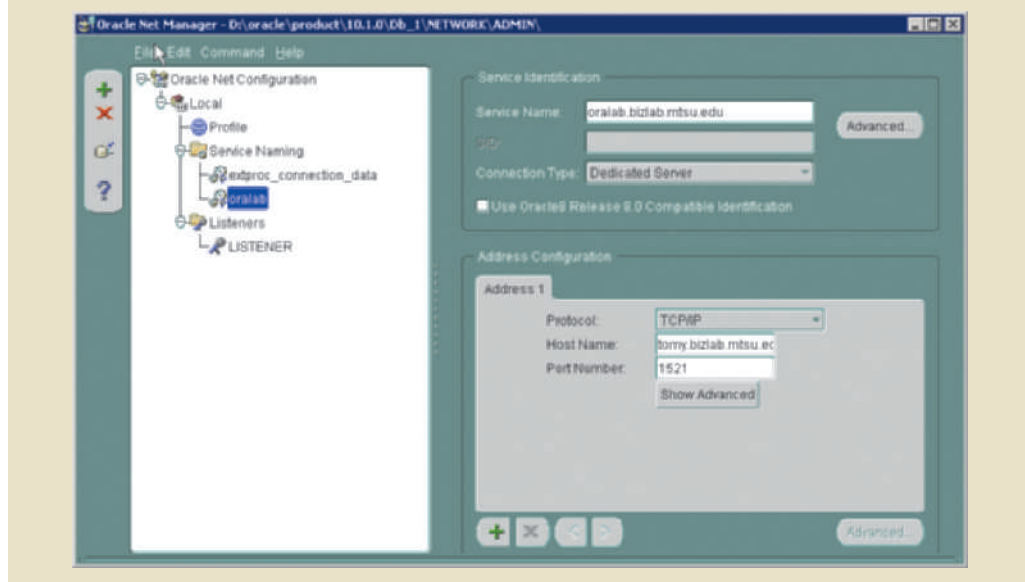 Oracle Net Manager - D:\oracle\product\10.1.0\Db_1\NETWORK\ADMIN\
File Edit Command Help
Oracle Net Configuration
Local
Profile
Service Naming
extproc_connection_data
oralab
Listeners
LISTENER
Service Identification
Service Name: oralab.bizlab.mtsu.edu
Advanced...
SID:
Connection Type: Dedicated Server
Use Oracle8 Release 8.0 Compatible Identification
Address Configuration
Address 1
Protocol: TCP/IP
Host Name: tomy.bizlab.mtsu.ec
Port Number: 1521
Show Advanced
Advanced...